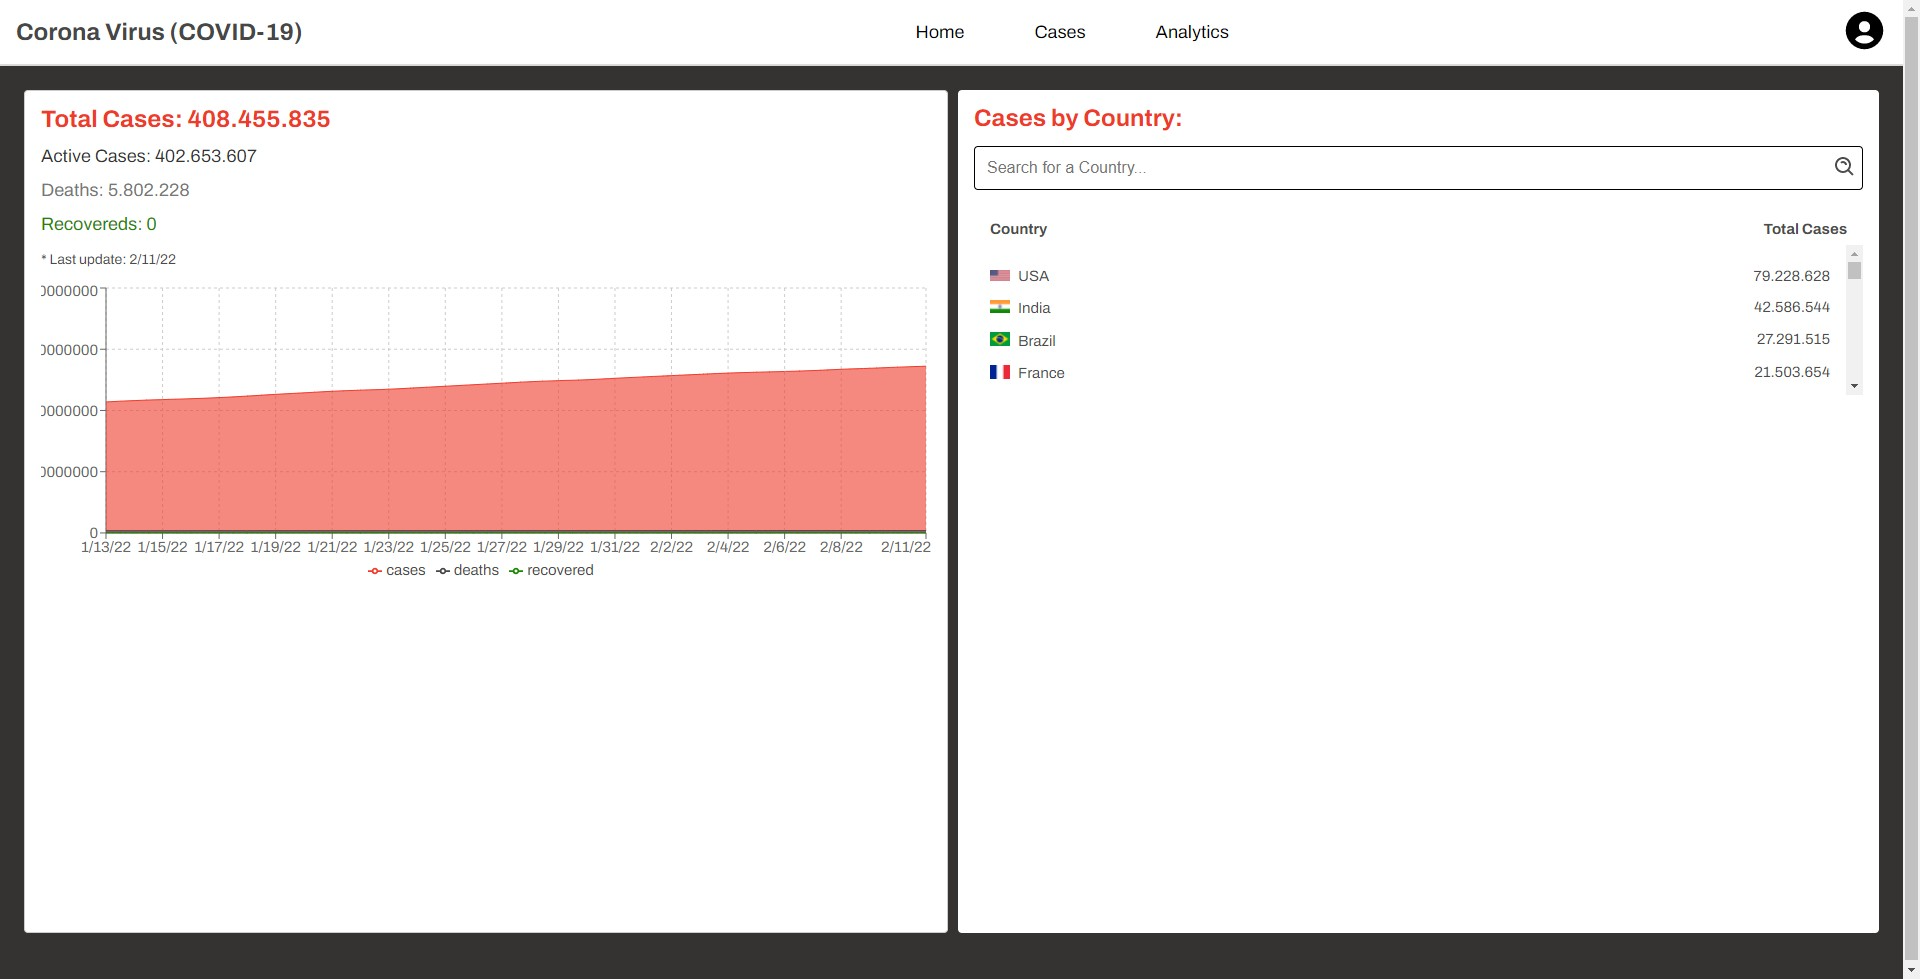 Corona Virus (COVID-19)
Home Cases Analytics
Total Cases: 408.455.835
Active Cases: 402.653.607
Deaths: 5.802.228
Recovereds: 0
* Last update: 2/11/22
0000000
0000000
0000000
0000000
0
1/13/22 1/15/22 1/17/22 1/19/22 1/21/22 1/23/22 1/25/22 1/27/22 1/29/22 1/31/22 2/2/22 2/4/22 2/6/22 2/8/22 2/11/22
cases deaths recovered
Cases by Country:
Search for a Country...
Country Total Cases
USA 79.228.628
India 42.586.544
Brazil 27.291.515
France 21.503.654